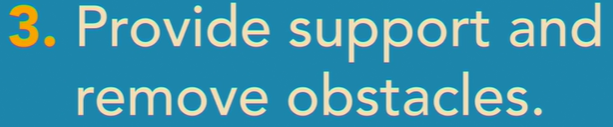 3. Provide support and
remove obstacles.